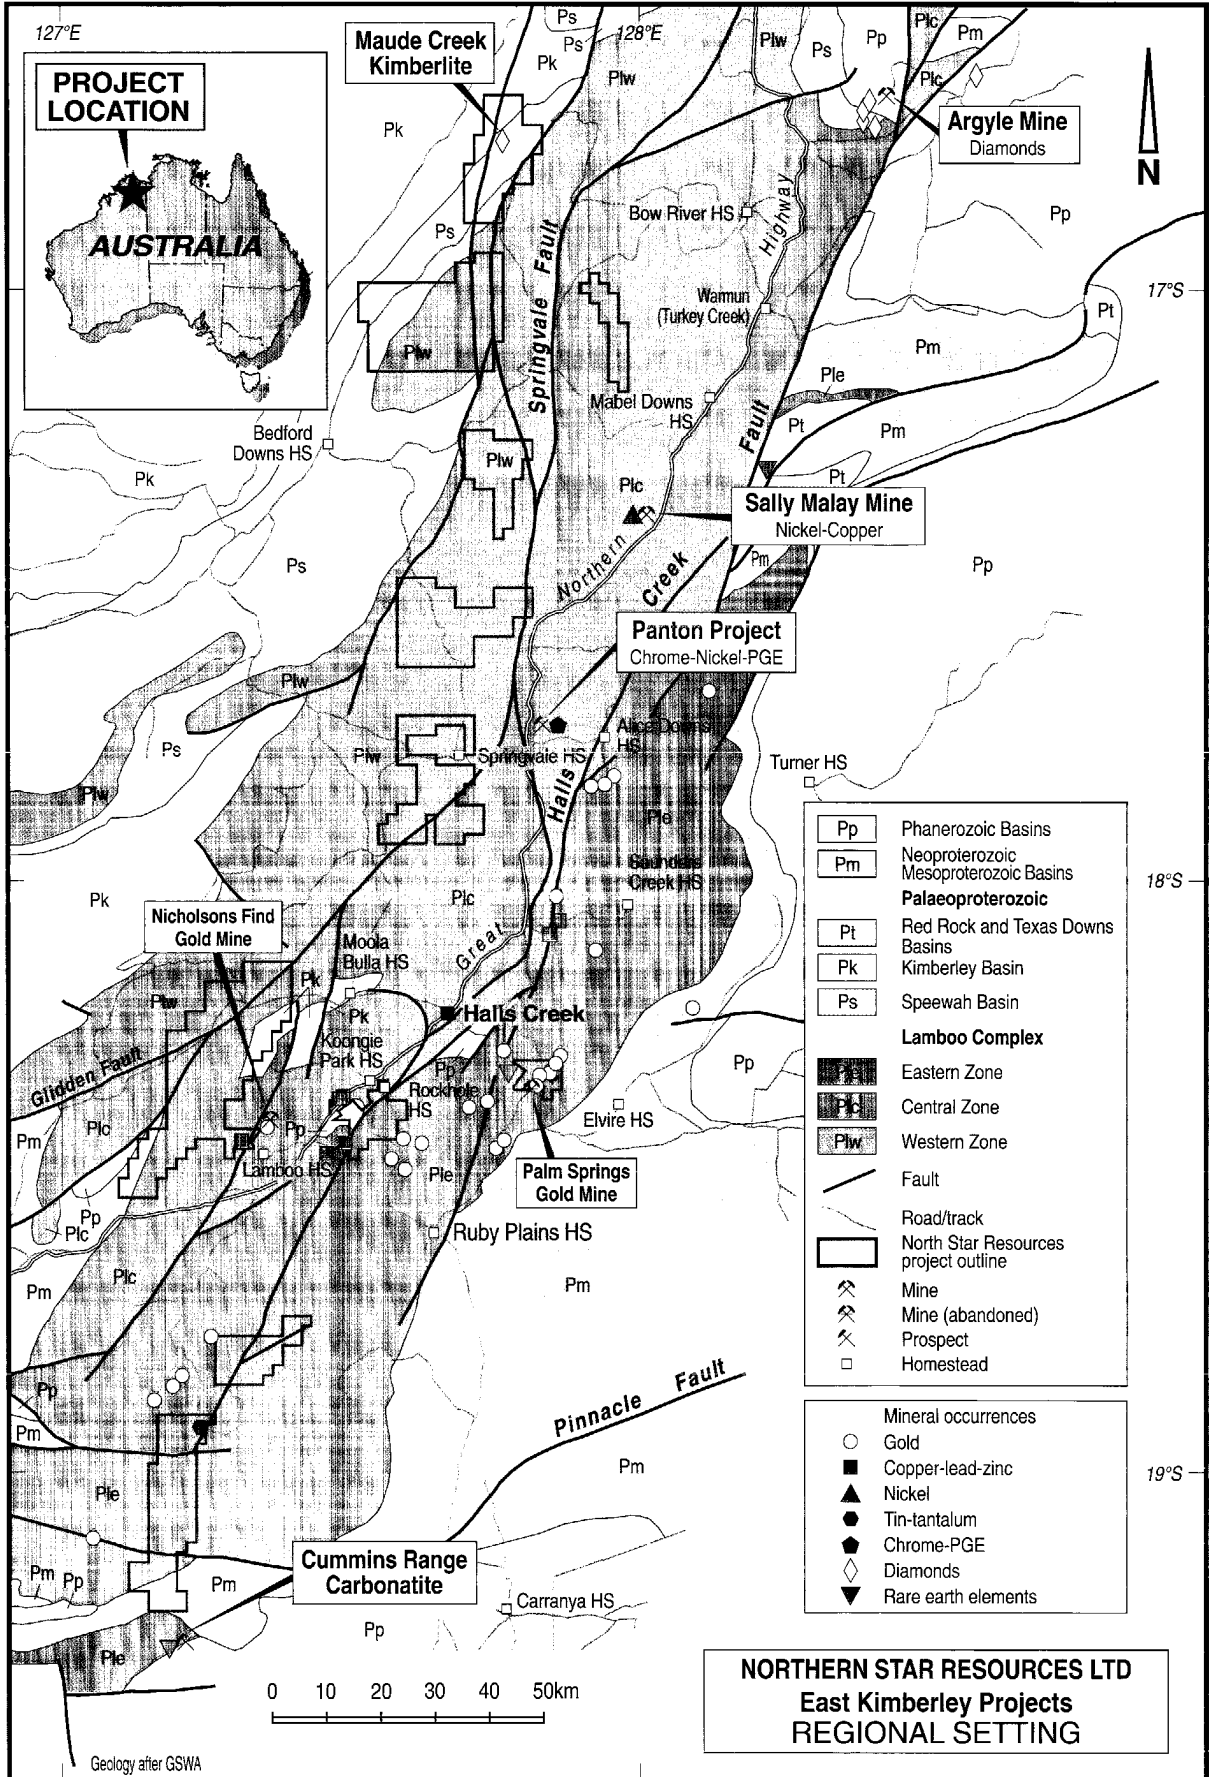 127°E
128°E
Ps
Ps
Pk
Plw
Plw
Ps
Pp
Plc
Pm
Plc
Maude Creek
Kimberlite
PROJECT
LOCATION
AUSTRALIA
Pk
Argyle Mine
Diamonds
N
Bow River HS
Highway
Pp
Ps
Springvale Fault
Warmun
(Turkey Creek)
17°S
Pt
Plw
Pm
Ple
Mabel Downs
HS
Fault
Pt
Pm
Bedford
Downs HS
Plw
Pk
Plc
Pt
Sally Malay Mine
Nickel-Copper
Northern
Creek
Pm
Ps
Pp
Panton Project
Chrome-Nickel-PGE
Plw
Alice Downs
HS
Ps
Plw
Springvale HS
Turner HS
Plw
Halls
Ple
Saunders
Creek HS
Pk
Plc
18°S
Nicholsons Find
Gold Mine
Moola
Bulla HS
Great
Plw
Pk
Pk
Halls Creek
Koongie
Park HS
Glidden Fault
Pp
Rockhole
HS
Pp
Elvire HS
Pm
Plc
Pp
Lamboo HS
Ple
Palm Springs
Gold Mine
Pp
Plc
Ruby Plains HS
Plc
Pm
Pm
Pp
Pm
Pinnacle Fault
Pm
19°S
Ple
Cummins Range
Carbonatite
Pm
Pp
Pm
Carranya HS
Pp
Ple
Pp
Phanerozoic Basins
Pm
Neoproterozoic
Mesoproterozoic Basins
Palaeoproterozoic
Pt
Red Rock and Texas Downs
Basins
Pk
Kimberley Basin
Ps
Speewah Basin
Lamboo Complex
Ple
Eastern Zone
Plc
Central Zone
Plw
Western Zone
Fault
Road/track
North Star Resources
project outline
Mine
Mine (abandoned)
Prospect
Homestead
Mineral occurrences
Gold
Copper-lead-zinc
Nickel
Tin-tantalum
Chrome-PGE
Diamonds
Rare earth elements
0 10 20 30 40 50km
NORTHERN STAR RESOURCES LTD
East Kimberley Projects
REGIONAL SETTING
Geology after GSWA